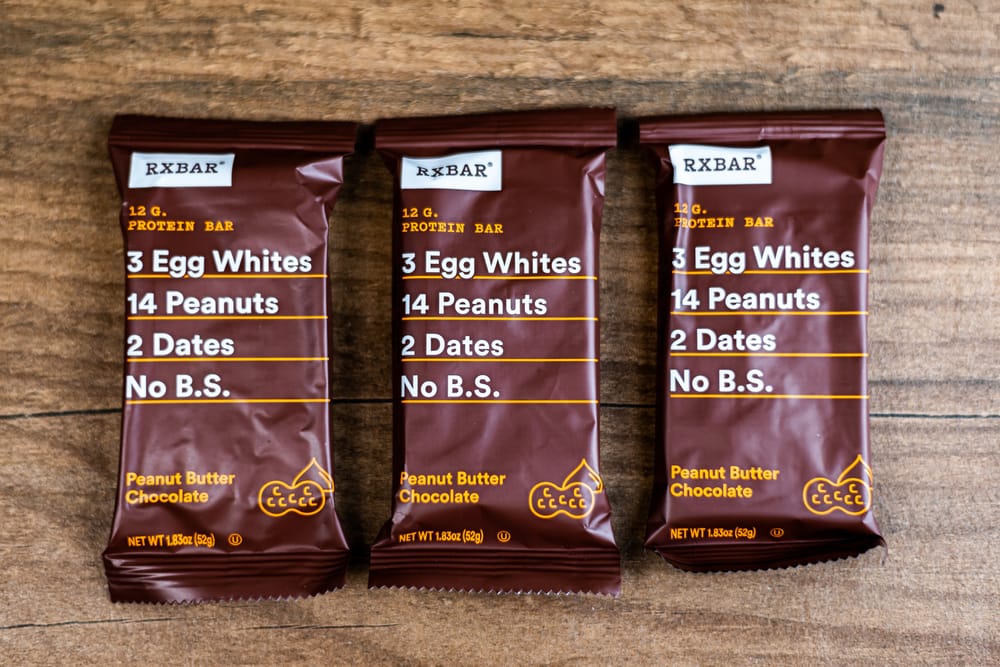 RXBAR®
12 G.
PROTEIN BAR
3 Egg Whites
14 Peanuts
2 Dates
No B.S.
Peanut Butter
Chocolate
NET WT 1.83oz (52g) U
RXBAR®
12 G.
PROTEIN BAR
3 Egg Whites
14 Peanuts
2 Dates
No B.S.
Peanut Butter
Chocolate
NET WT 1.83oz (52g) U
RXBAR®
12 G.
PROTEIN BAR
3 Egg Whites
14 Peanuts
2 Dates
No B.S.
Peanut Butter
Chocolate
NET WT 1.83oz (52g) U